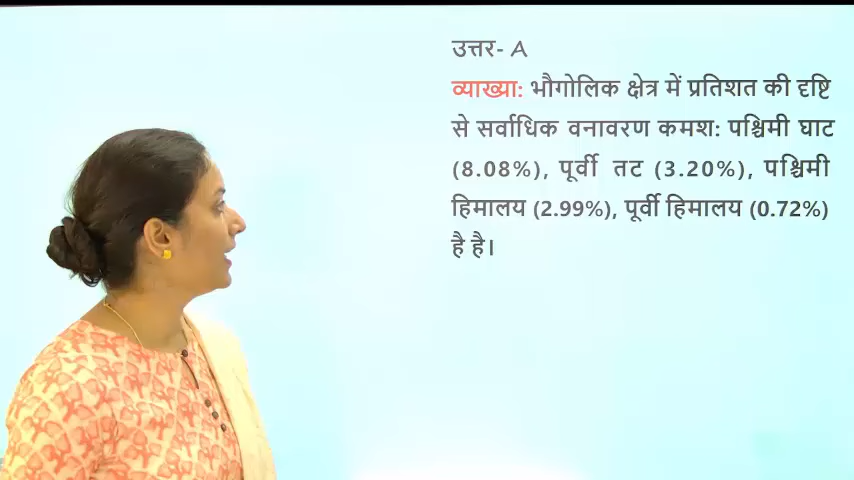 उत्तर- A
व्याख्या: भौगोलिक क्षेत्र में प्रतिशत की दृष्टि
से सर्वाधिक वनावरण कमश: पश्चिमी घाट
(8.08%), पूर्वी तट (3.20%), पश्चिमी
हिमालय (2.99%), पूर्वी हिमालय (0.72%)
है है।